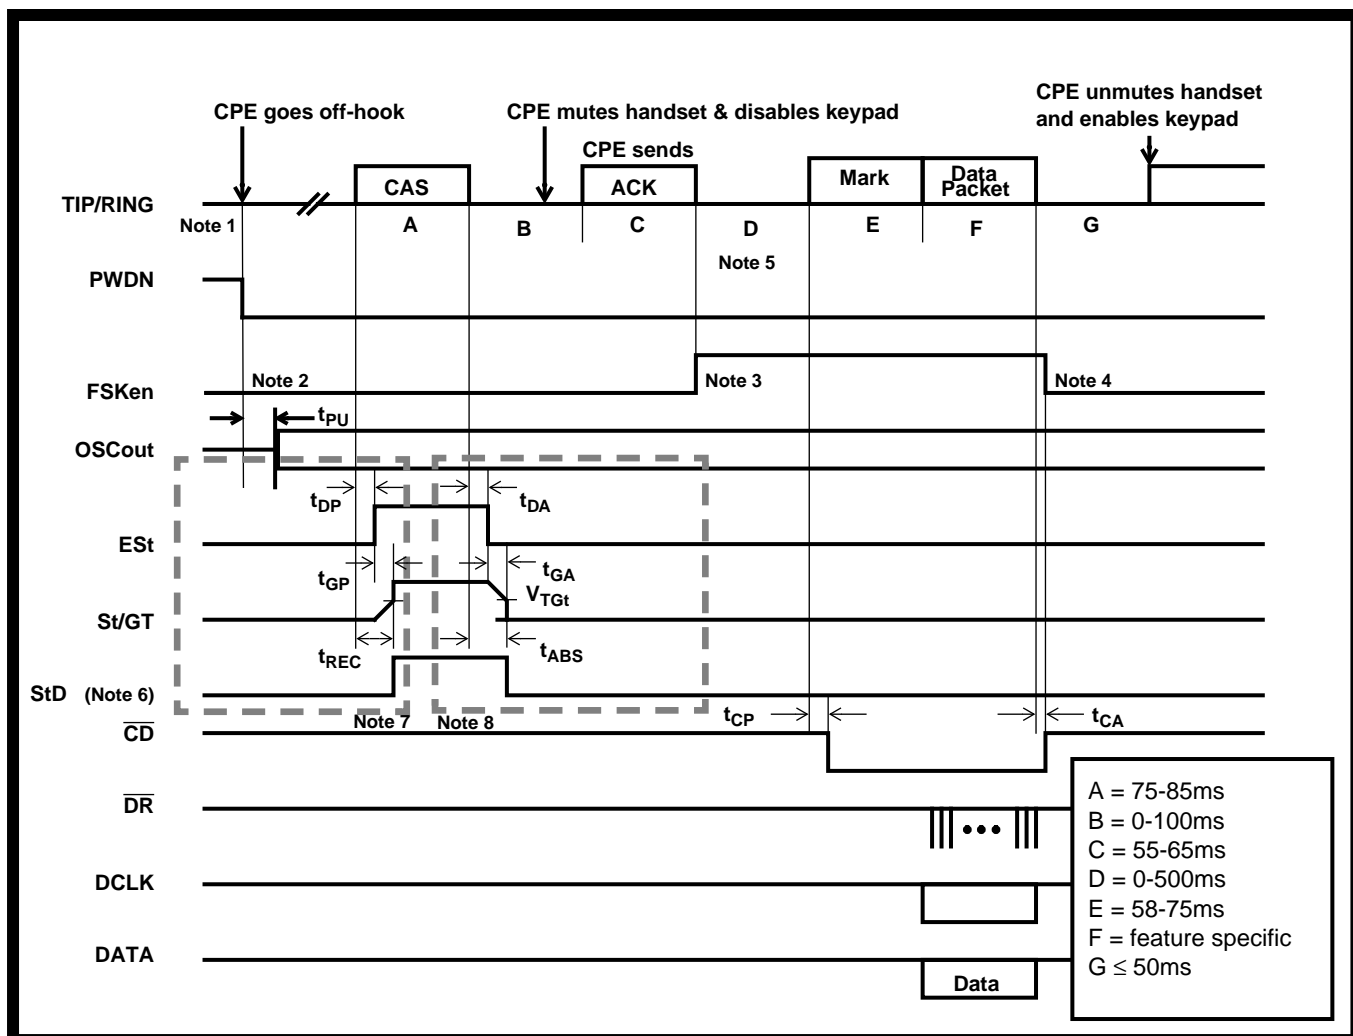 CPE goes off-hook
CPE mutes handset & disables keypad
CPE unmutes handset
and enables keypad
CPE sends
CAS
ACK
Mark
Data
Packet
TIP/RING
Note 1
A
B
C
D
E
F
G
Note 5
PWDN
FSKen
Note 2
Note 3
Note 4
tPU
OSCout
tDP
tDA
ESt
tGP
tGA
VTGt
St/GT
tREC
tABS
StD (Note 6)
Note 7
Note 8
tCP
tCA
CD
DR
DCLK
DATA
Data
A = 75-85ms
B = 0-100ms
C = 55-65ms
D = 0-500ms
E = 58-75ms
F = feature specific
G ≤ 50ms